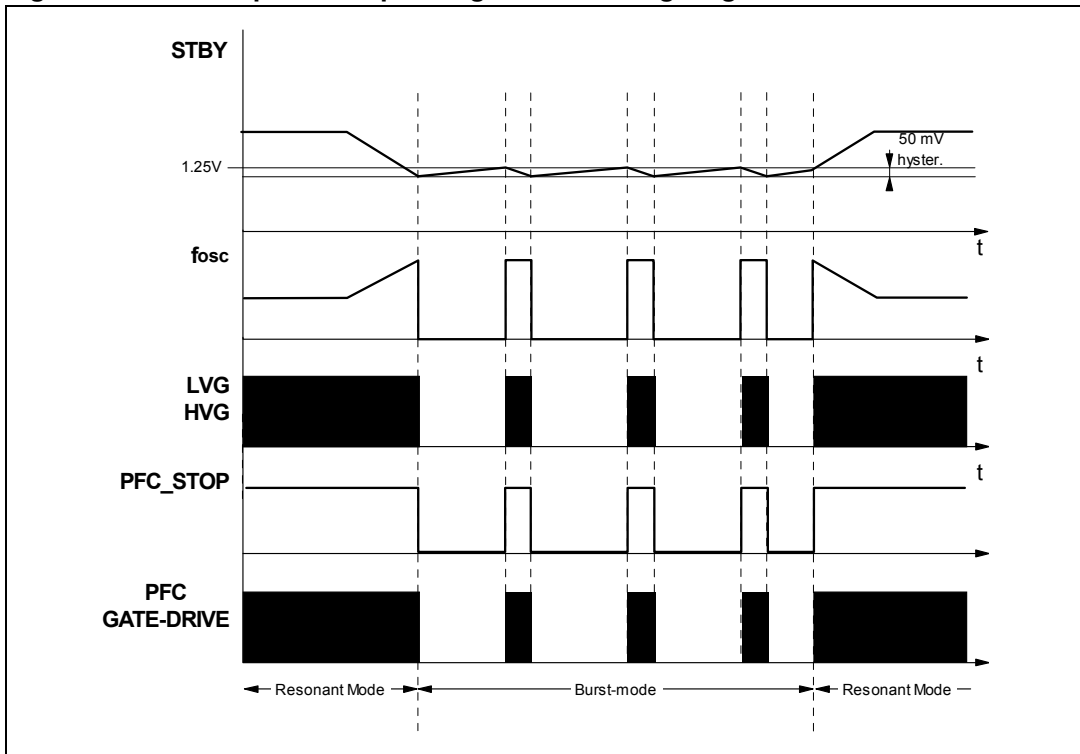 STBY
50 mV
hyster.
1.25V
t
fosc
t
LVG
HVG
PFC_STOP
t
PFC
GATE-DRIVE
Resonant Mode
Burst-mode
Resonant Mode